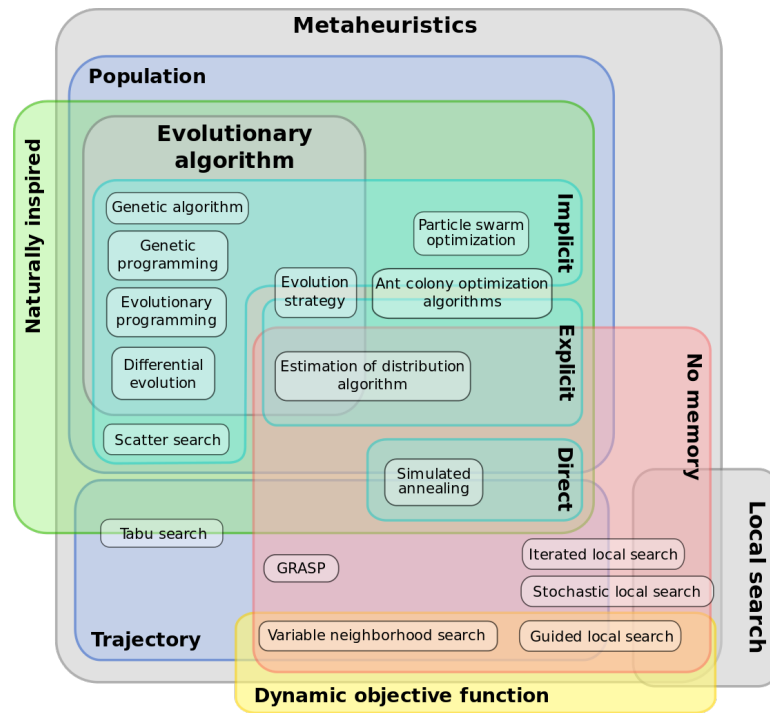 Metaheuristics
Population
Naturally inspired
Evolutionary
algorithm
Implicit
Genetic algorithm
Particle swarm
optimization
Genetic
programming
Evolution
strategy
Ant colony optimization
algorithms
Evolutionary
programming
Explicit
Differential
evolution
Estimation of distribution
algorithm
No memory
Scatter search
Direct
Simulated
annealing
Tabu search
Local search
GRASP
Iterated local search
Stochastic local search
Trajectory
Variable neighborhood search
Guided local search
Dynamic objective function